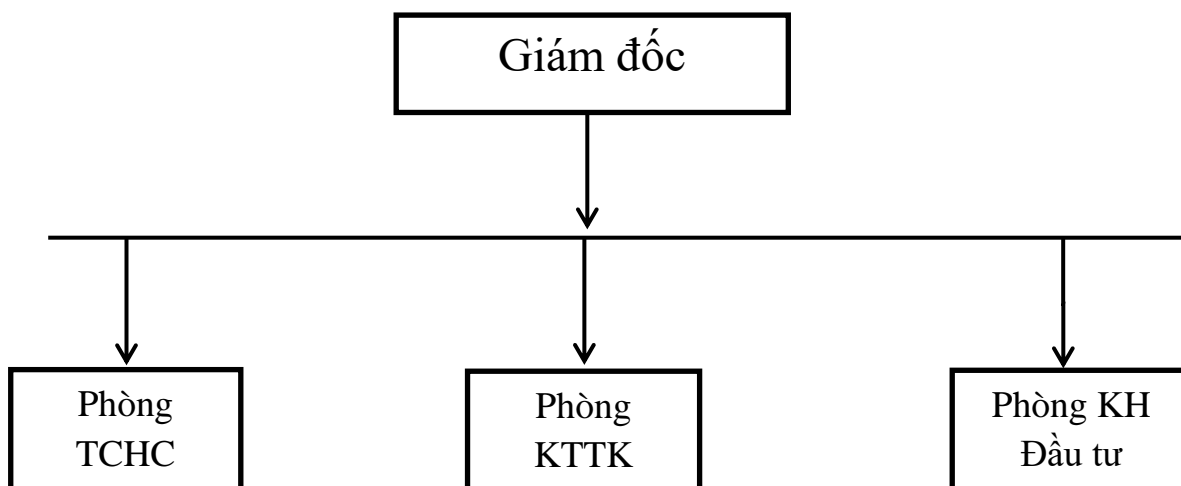 Giám đốc
Phòng
TCHC
Phòng
KTTK
Phòng KH
Đầu tư